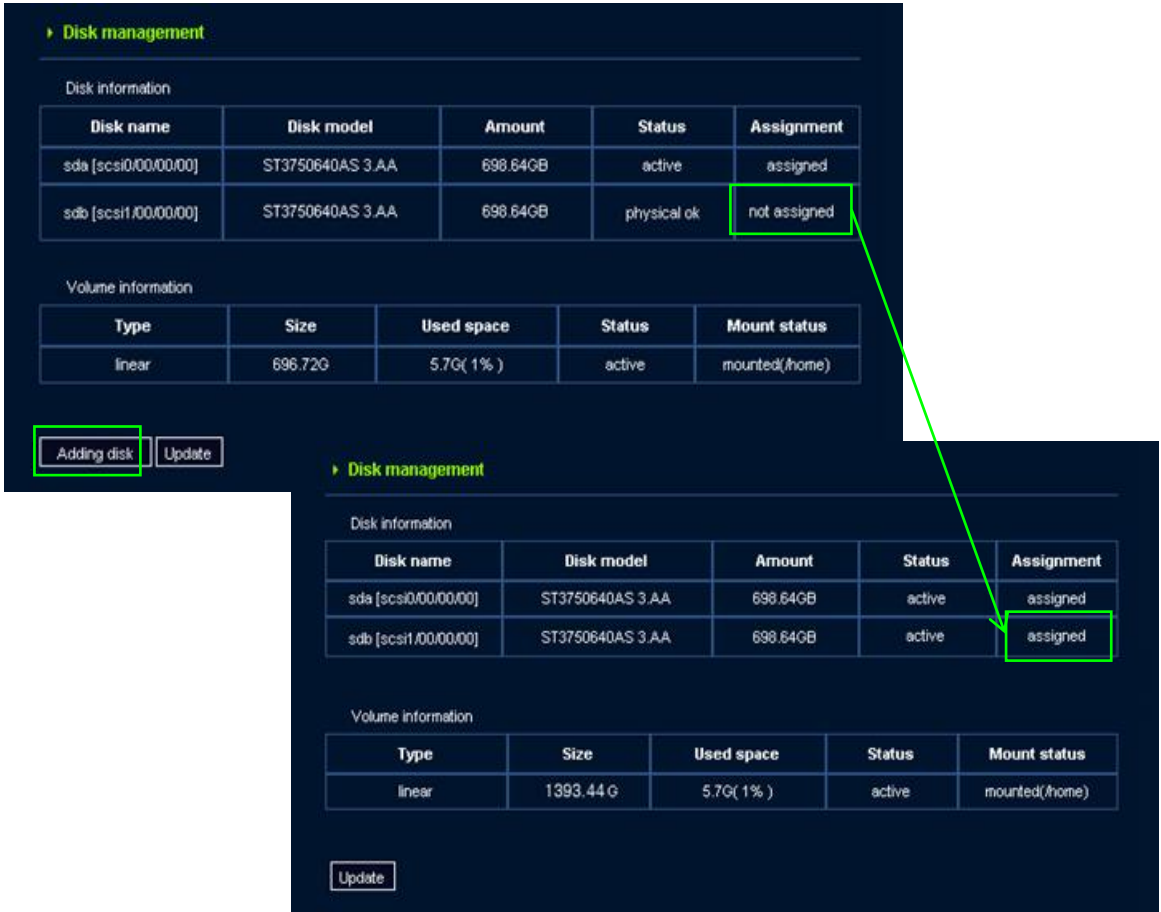 Disk management
Disk information
Disk name Disk model Amount Status Assignment
sda [scsi0/00/00/00] ST3750640AS 3.AA 698.64GB active assigned
sdb [scsi1/00/00/00] ST3750640AS 3.AA 698.64GB physical ok not assigned
Volume information
Type Size Used space Status Mount status
linear 696.72G 5.7G( 1% ) active mounted(/home)
Adding disk Update
Disk management
Disk information
Disk name Disk model Amount Status Assignment
sda [scsi0/00/00/00] ST3750640AS 3.AA 698.64GB active assigned
sdb [scsi1/00/00/00] ST3750640AS 3.AA 698.64GB active assigned
Volume information
Type Size Used space Status Mount status
linear 1393.44 G 5.7G( 1% ) active mounted(/home)
Update